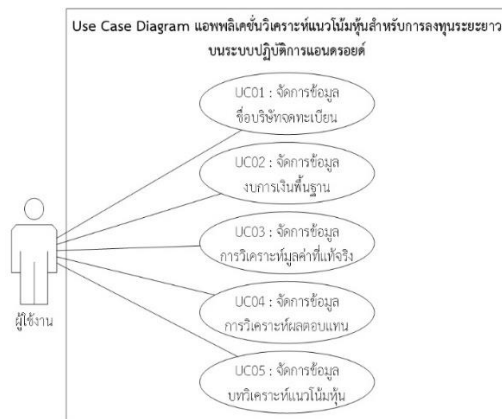 Use Case Diagram แอพพลิเคชั่นวิเคราะห์แนวโน้มหุ้นสำหรับการลงทุนระยะยาว
บนระบบปฏิบัติการแอนดรอยด์
UC01 : จัดการข้อมูล
ชื่อบริษัทจดทะเบียน
UC02 : จัดการข้อมูล
งบการเงินพื้นฐาน
UC03 : จัดการข้อมูล
การวิเคราะห์มูลค่าที่แท้จริง
UC04 : จัดการข้อมูล
การวิเคราะห์ผลตอบแทน
UC05 : จัดการข้อมูล
บทวิเคราะห์แนวโน้มหุ้น
ผู้ใช้งาน